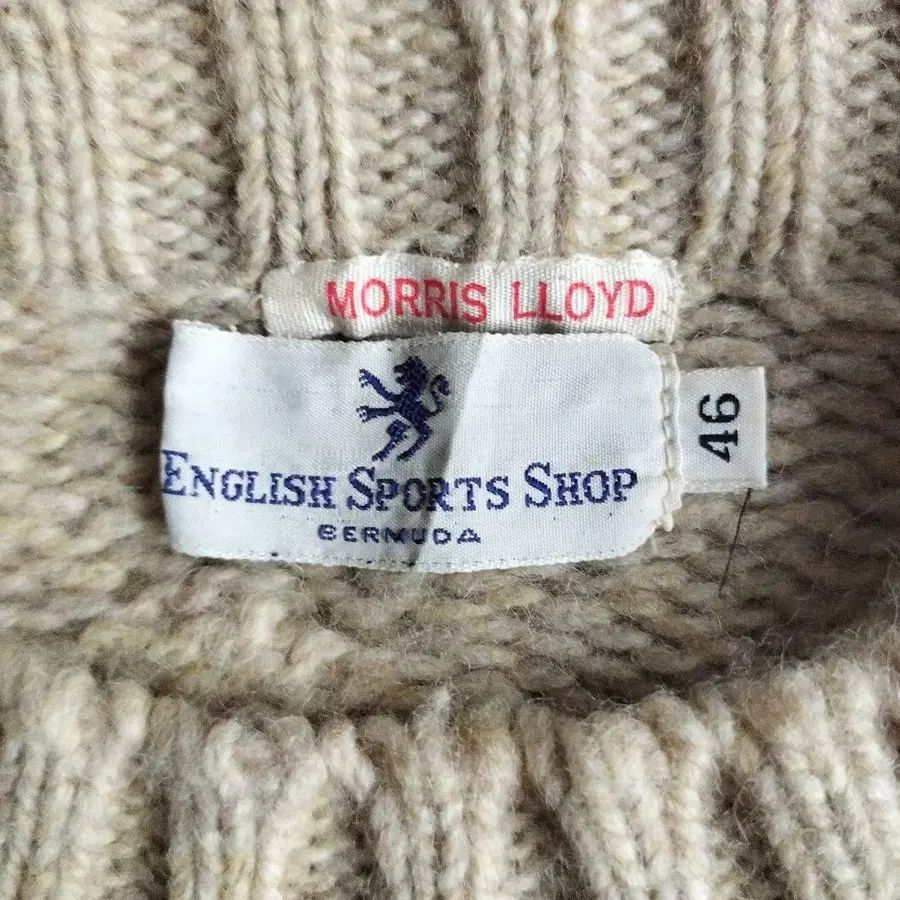 MORRIS LLOYD
ENGLISH SPORTS SHOP
BERMUDA
46